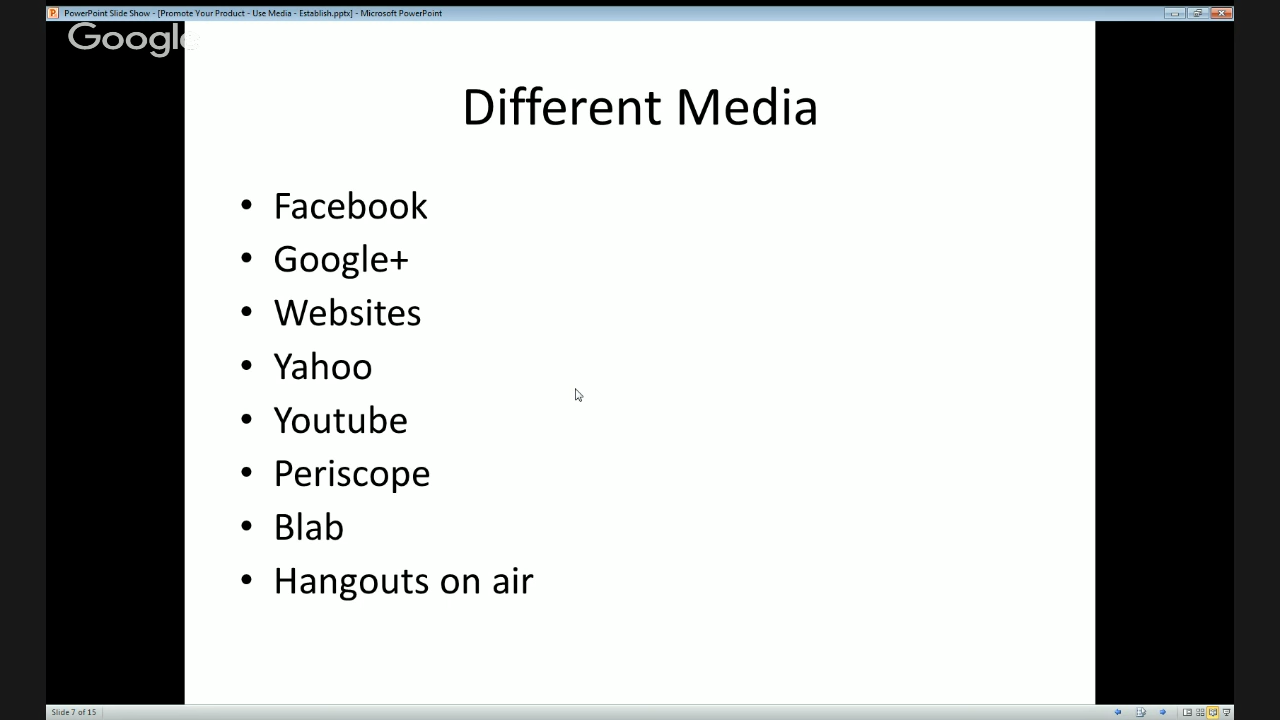 PowerPoint Slide Show - [Promote Your Product - Use Media - Establish.pptx] - Microsoft PowerPoint
Google
Different Media
• Facebook
• Google+
• Websites
• Yahoo
• Youtube
• Periscope
• Blab
• Hangouts on air
Slide 7 of 15